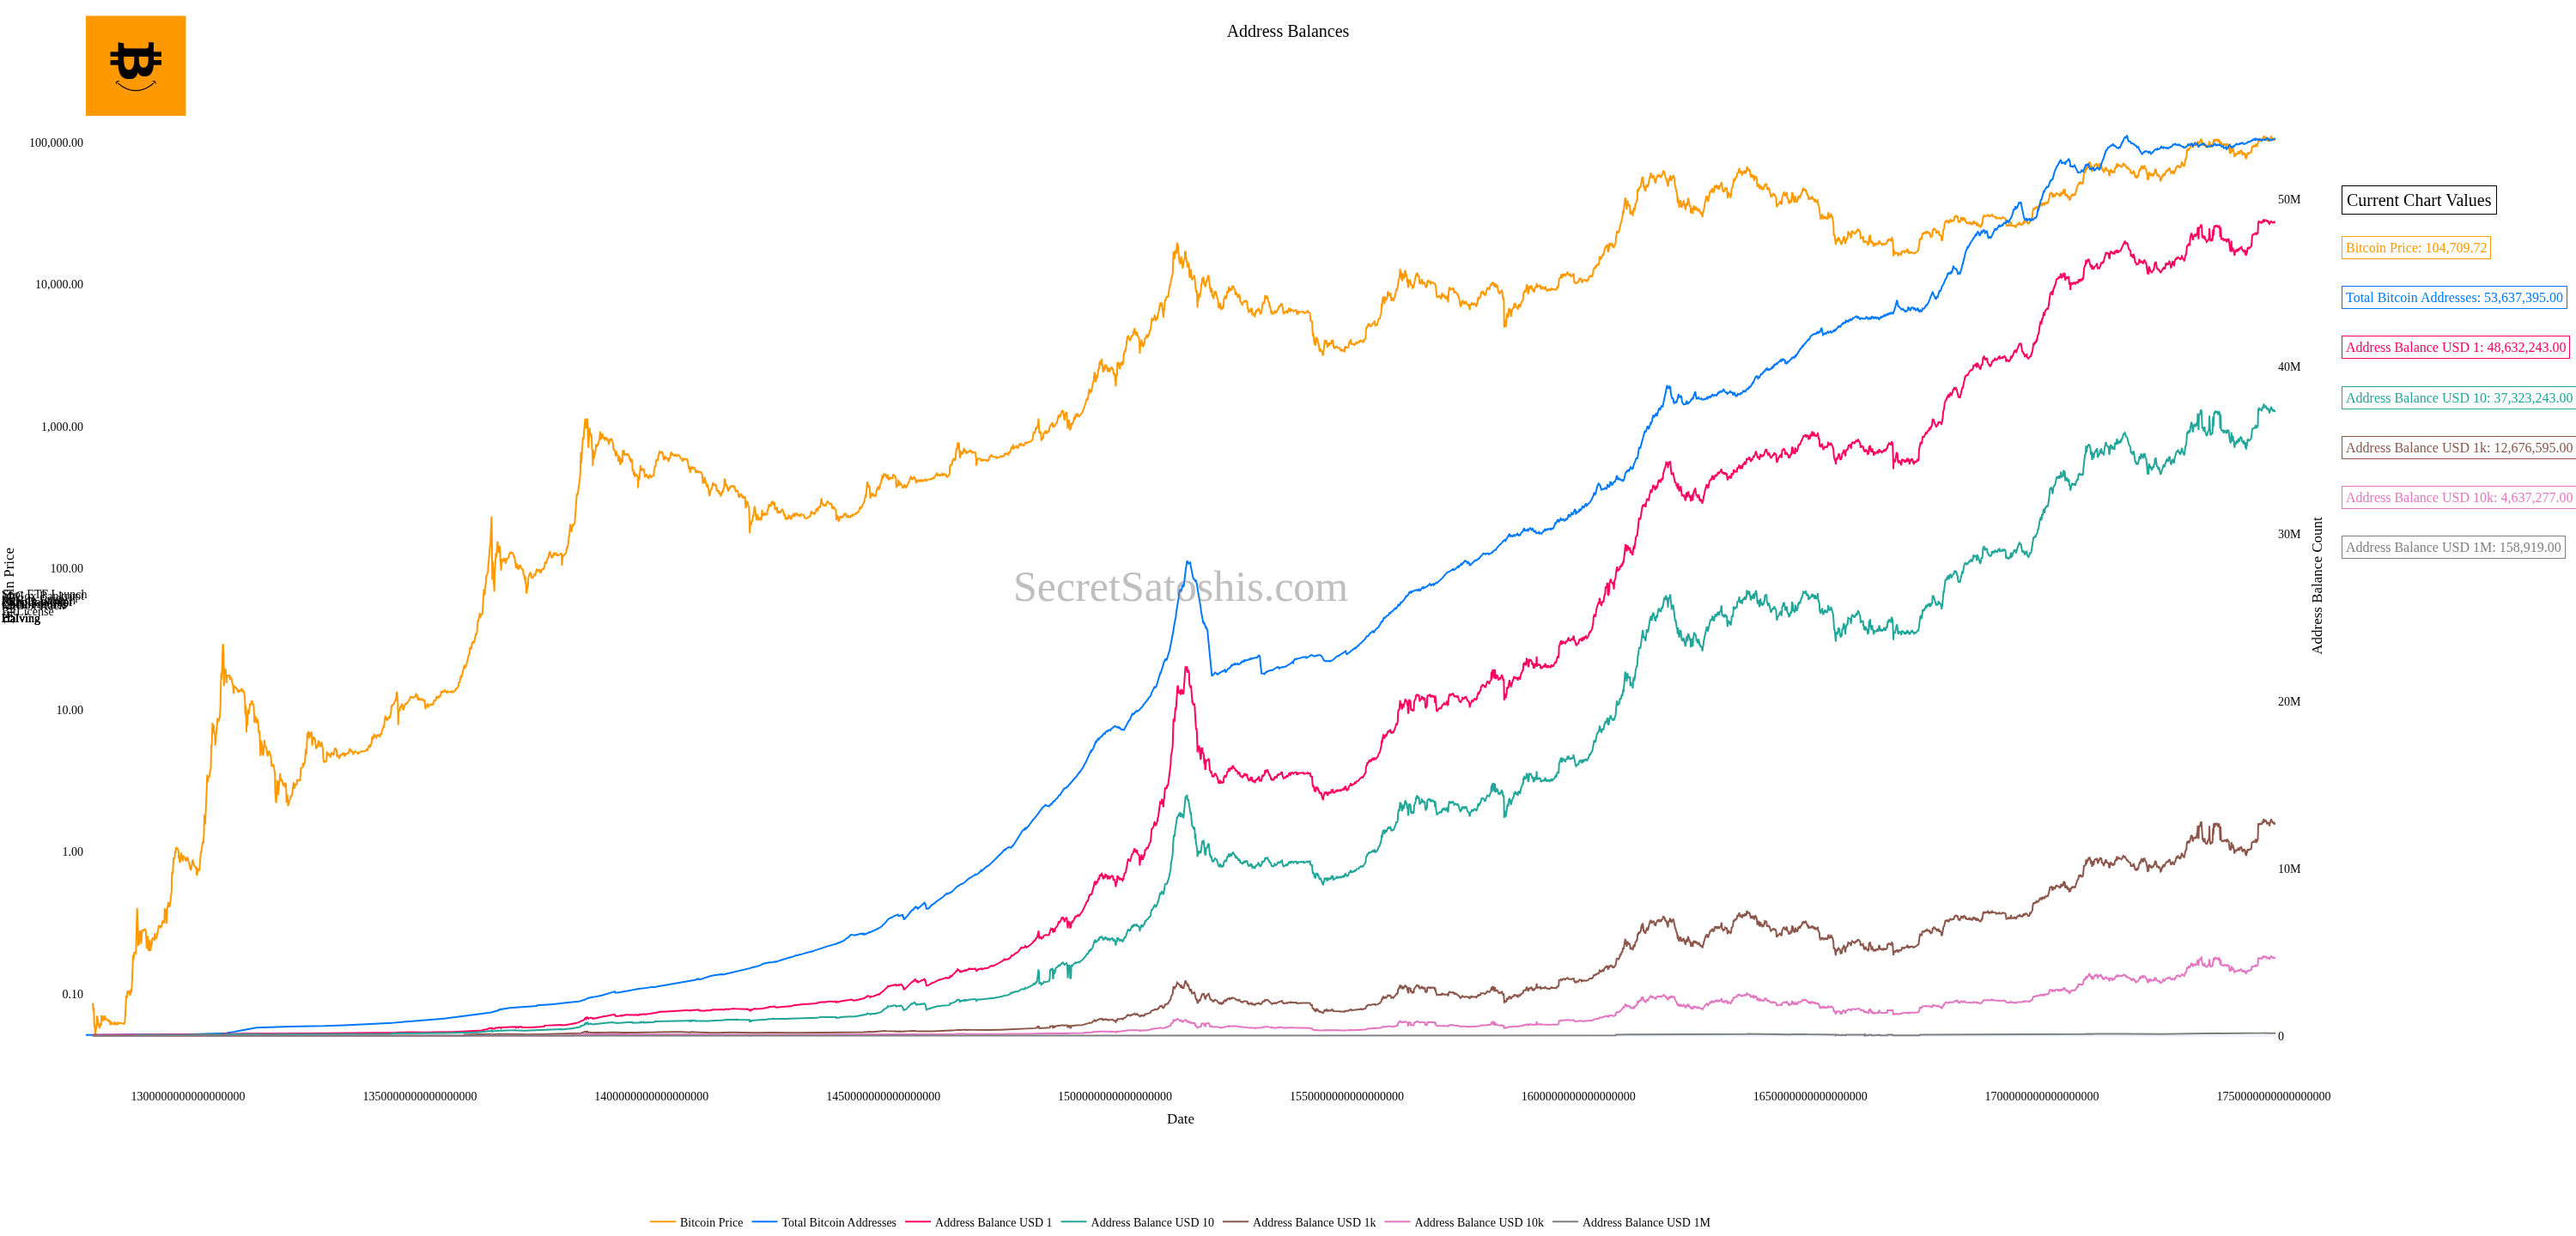 Address Balances
100,000.00
10,000.00
1,000.00
100.00
10.00
1.00
0.10
50M
40M
30M
20M
10M
0
Address Balance Count
Current Chart Values
Bitcoin Price: 104,709.72
Total Bitcoin Addresses: 53,637,395.00
Address Balance USD 1: 48,632,243.00
Address Balance USD 10: 37,323,243.00
Address Balance USD 1k: 12,676,595.00
Address Balance USD 10k: 4,637,277.00
Address Balance USD 1M: 158,919.00
SecretSatoshis.com
Price
ETF Launch
Halving
1300000000000000000
1350000000000000000
1400000000000000000
1450000000000000000
1500000000000000000
1550000000000000000
1600000000000000000
1650000000000000000
1700000000000000000
1750000000000000000
Date
Bitcoin Price
Total Bitcoin Addresses
Address Balance USD 1
Address Balance USD 10
Address Balance USD 1k
Address Balance USD 10k
Address Balance USD 1M